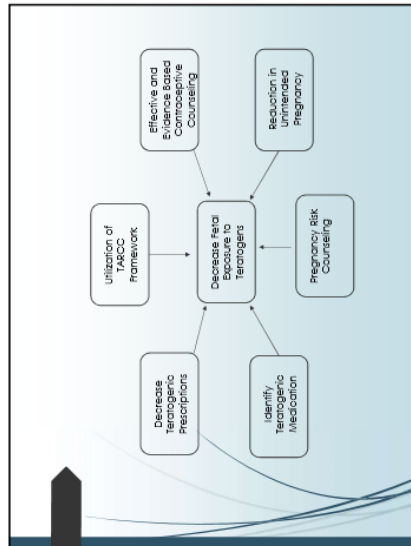 Utilization of
TARCC
Framework
Decrease
Teratogenic
Prescriptions
Effective and
Evidence Based
Contraceptive
Counseling
Decrease Fetal
Exposure to
Teratogens
Identify
Teratogenic
Medication
Pregnancy Risk
Counseling
Reduction in
Unintended
Pregnancy